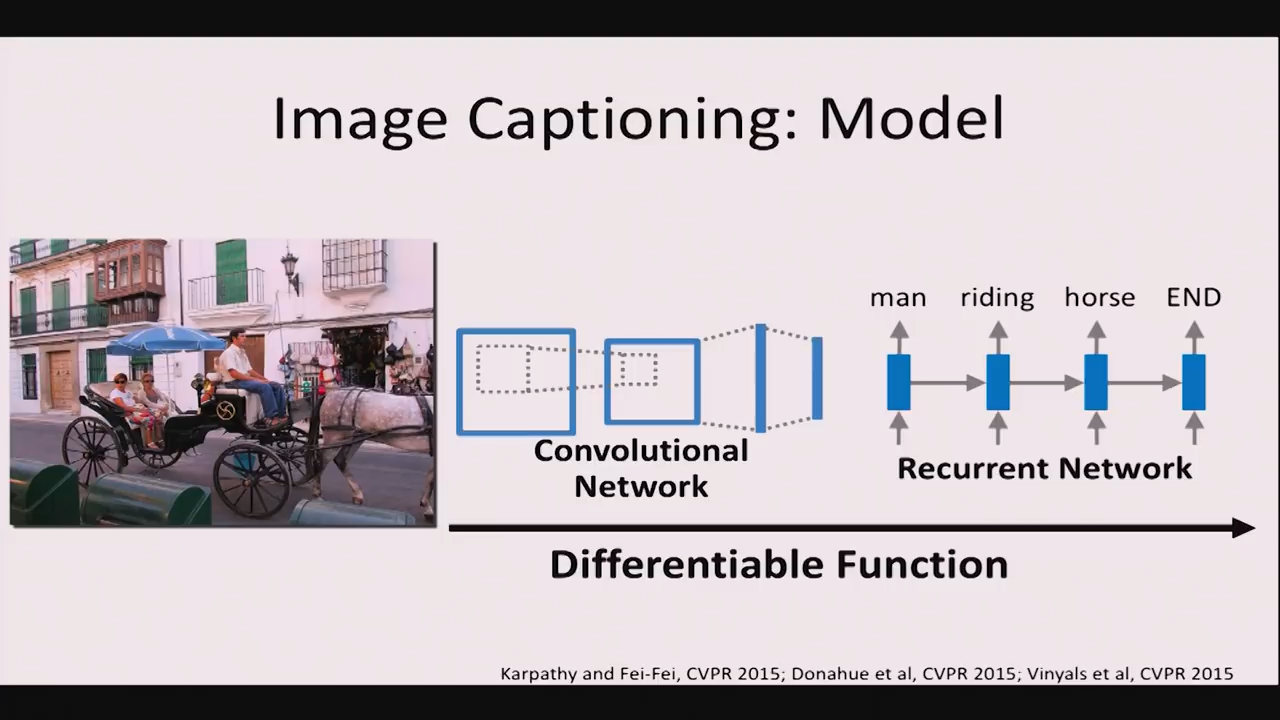 Image Captioning: Model
man riding horse END
Convolutional
Network
Recurrent Network
Differentiable Function
Karpathy and Fei-Fei, CVPR 2015; Donahue et al, CVPR 2015; Vinyals et al, CVPR 2015